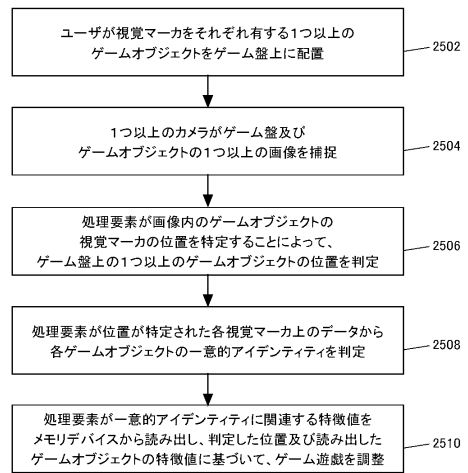 ユーザが視覚マーカをそれぞれ有する1つ以上の
ゲームオブジェクトをゲーム盤上に配置
2502
1つ以上のカメラがゲーム盤及び
ゲームオブジェクトの1つ以上の画像を捕捉
2504
処理要素が画像内のゲームオブジェクトの
視覚マーカの位置を特定することによって、
ゲーム盤上の1つ以上のゲームオブジェクトの位置を判定
2506
処理要素が位置が特定された各視覚マーカ上のデータから
各ゲームオブジェクトの一意的アイデンティティを判定
2508
処理要素が一意的アイデンティティに関連する特徴値を
メモリデバイスから読み出し、判定した位置及び読み出した
ゲームオブジェクトの特徴値に基づいて、ゲーム遊戯を調整
2510